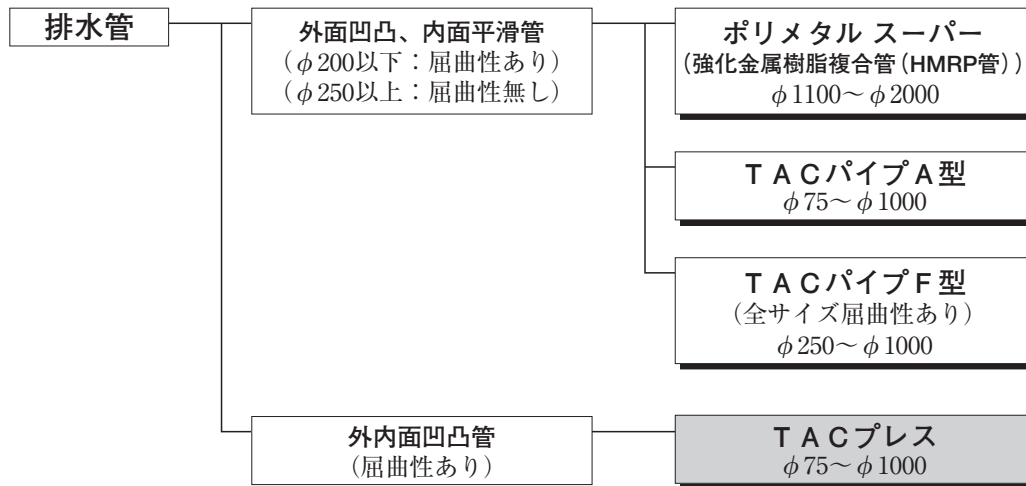 排水管
外面凹凸、内面平滑管
（φ200以下：屈曲性あり）
（φ250以上：屈曲性無し）
ポリメタル スーパー
（強化金属樹脂複合管（HMRP管））
φ1100～φ2000
TACパイプA型
φ75～φ1000
TACパイプF型
（全サイズ屈曲性あり）
φ250～φ1000
外内面凹凸管
（屈曲性あり）
TACプレス
φ75～φ1000